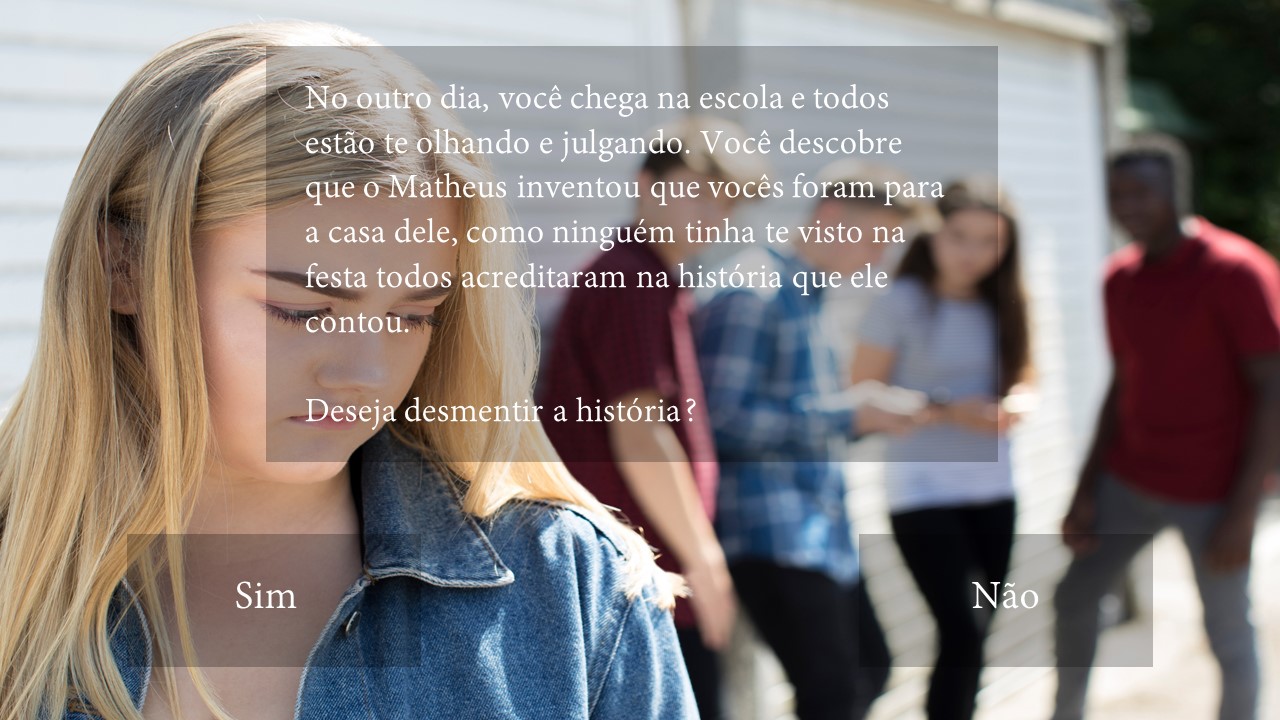 No outro dia, você chega na escola e todos
estão te olhando e julgando. Você descobre
que o Matheus inventou que vocês foram para
a casa dele, como ninguém tinha te visto na
festa todos acreditaram na história que ele
contou.
Deseja desmentir a história?
Sim
Não